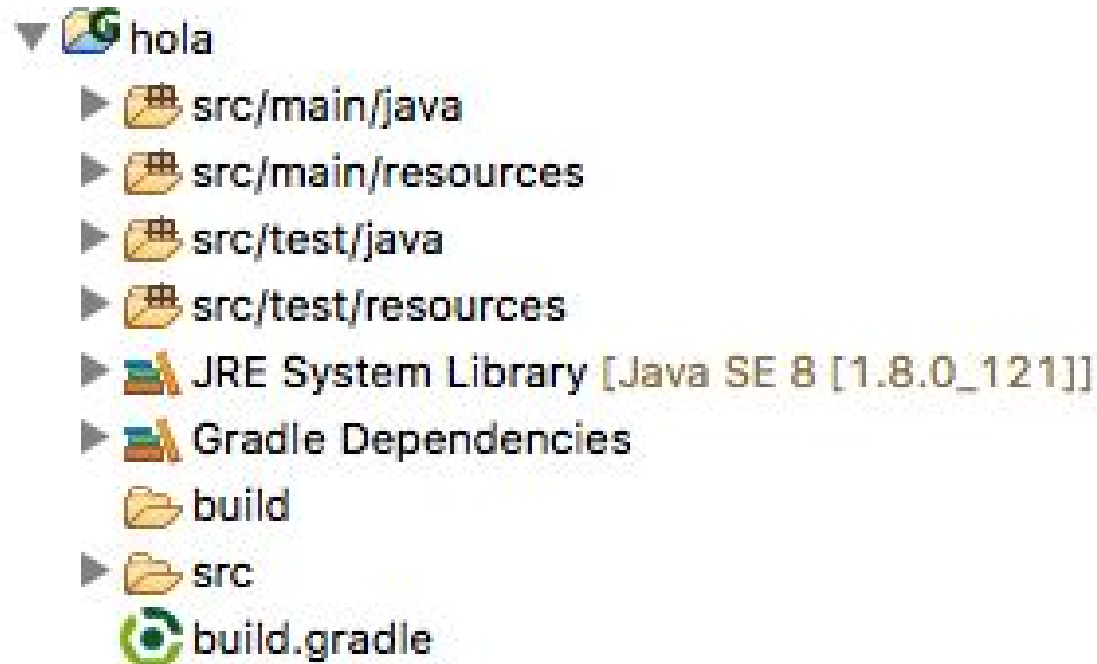 hola
src/main/java
src/main/resources
src/test/java
src/test/resources
JRE System Library [Java SE 8 [1.8.0_121]]
Gradle Dependencies
build
src
build.gradle